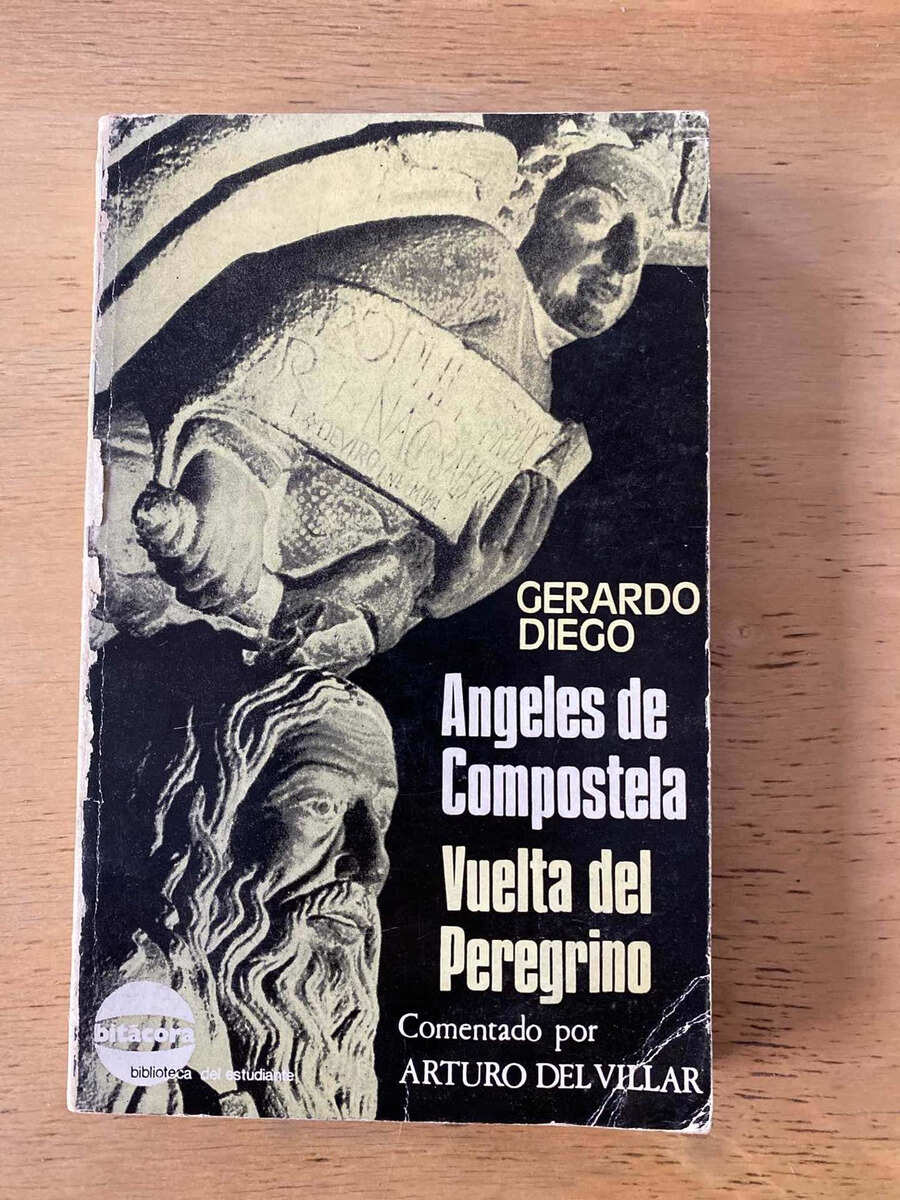 GERARDO
DIEGO
Angeles de
Compostela
Vuelta del
Peregrino
Comentado por
ARTURO DEL VILLAR
bitácora
biblioteca del estudiante